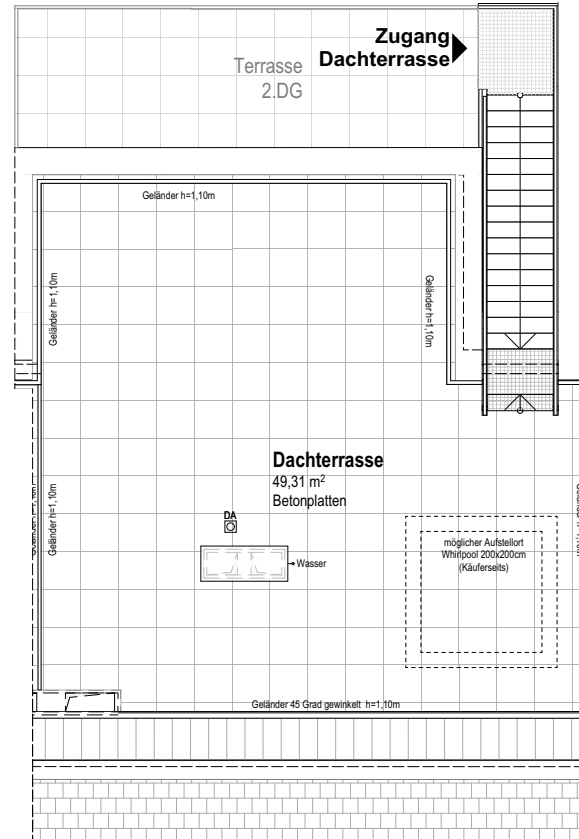 Zugang
Dachterrasse
Terrasse
2.DG
Geländer h=1,10m
Geländer h=1,10m
Geländer h=1,10m
Dachterrasse
49,31 m²
Betonplatten
DA
Wasser
möglicher Aufstellort
Whirlpool 200x200cm
(Käuferseits)
Geländer h=1,10m
Geländer 45 Grad gewinkelt h=1,10m